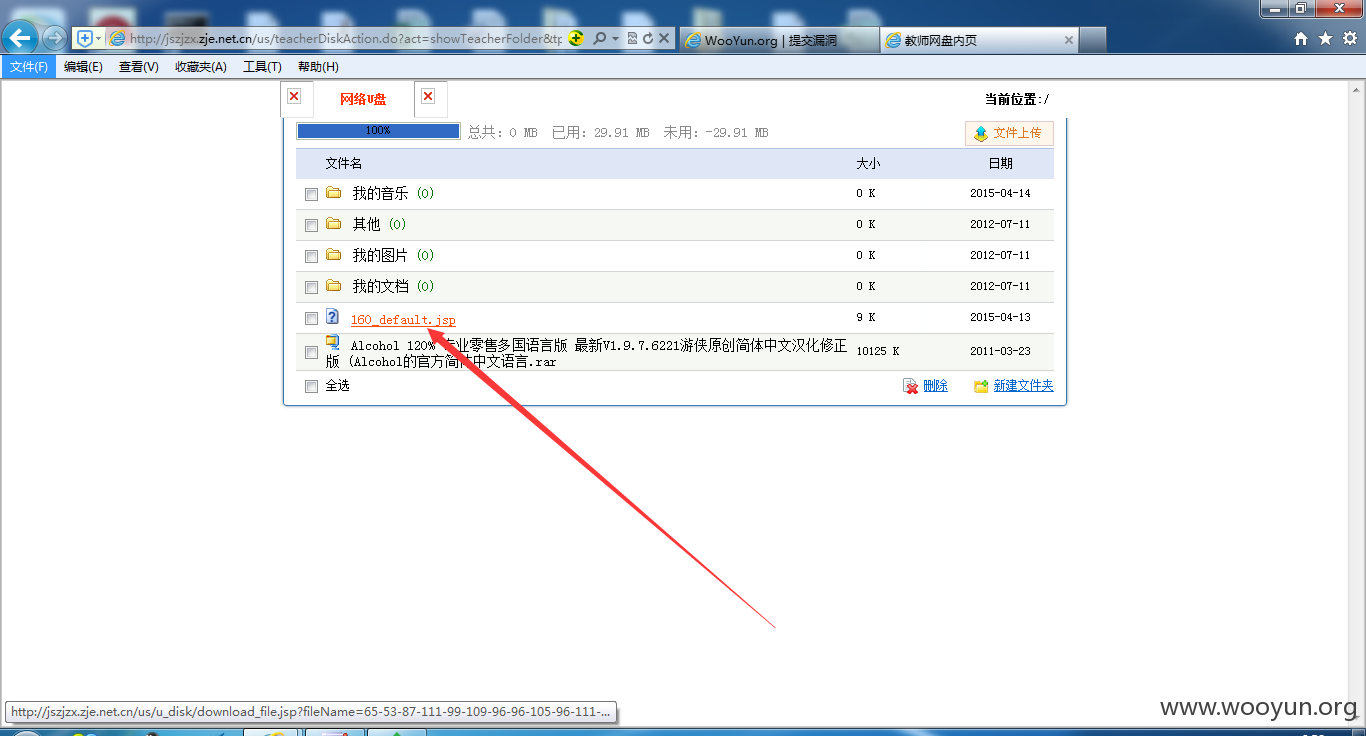 http://jszjzx.zje.net.cn/us/teacherDiskAction.do?act=showTeacherFolder&tp
WooYun.org | 提交漏洞
教师网盘内页
文件(F) 编辑(E) 查看(V) 收藏夹(A) 工具(T) 帮助(H)
网络U盘
当前位置:/
100% 总共: 0 MB 已用: 29.91 MB 未用: -29.91 MB
文件上传
文件名 大小 日期
我的音乐 (0) 0 K 2015-04-14
其他 (0) 0 K 2012-07-11
我的图片 (0) 0 K 2012-07-11
我的文档 (0) 0 K 2012-07-11
160_default.jsp 9 K 2015-04-13
Alcohol 120% 专业零售多国语言版 最新V1.9.7.6221游侠原创简体中文汉化修正
版 (Alcohol的官方简体中文语言.rar 10125 K 2011-03-23
全选 删除 新建文件夹
http://jszjzx.zje.net.cn/us/u_disk/download_file.jsp?fileName=65-53-87-111-99-109-96-96-105-96-111-...
www.wooyun.org